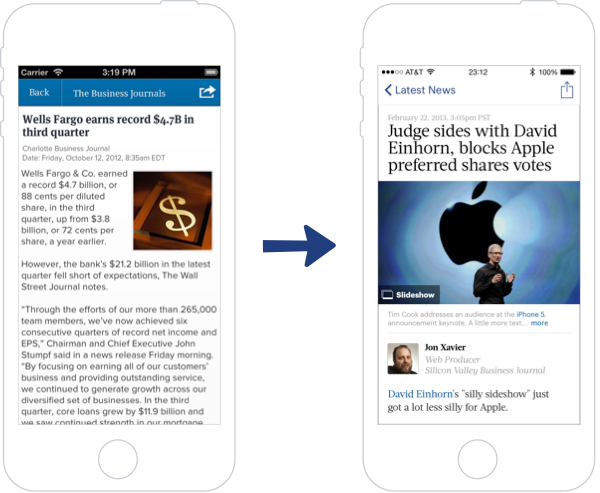 Carrier 3:19 PM
Back The Business Journals
Wells Fargo earns record $4.7B in
third quarter
Charlotte Business Journal
Date: Friday, October 12, 2012, 8:35am EDT
Wells Fargo & Co. earned
a record $4.7 billion, or
88 cents per diluted
share, in the third
quarter, up from $3.8
billion, or 72 cents per
share, a year earlier.
$
However, the bank's $21.2 billion in the latest
quarter fell short of expectations, The Wall
Street Journal notes.
"Through the efforts of our more than 265,000
team members, we've now achieved six
consecutive quarters of record net income and
EPS," Chairman and Chief Executive John
Stumpf said in a news release Friday morning.
"By focusing on earning all of our customers'
business and providing outstanding service,
we continued to generate growth across our
diversified set of businesses. In the third
quarter, core loans grew by $11.9 billion and
we saw continued strength in our mortgage
AT&T 23:12 100%
Latest News
February 22, 2013, 3:03pm PST
Judge sides with David
Einhorn, blocks Apple
preferred shares votes
Slideshow
Tim Cook addresses an audience at the iPhone 5.
announcement keynote. A little more text... more
Jon Xavier
Web Producer
Silicon Valley Business Journal
David Einhorn's "silly sideshow" just
got a lot less silly for Apple.